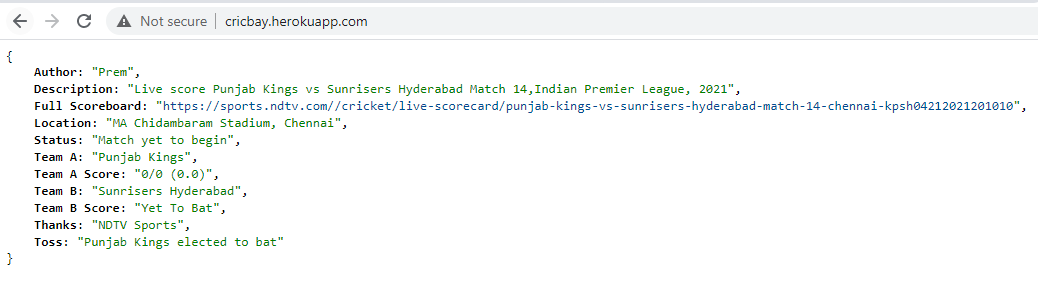 Not secure | cricbay.herokuapp.com
{
Author: "Prem",
Description: "Live score Punjab Kings vs Sunrisers Hyderabad Match 14,Indian Premier League, 2021",
Full Scoreboard: "https://sports.ndtv.com//cricket/live-scorecard/punjab-kings-vs-sunrisers-hyderabad-match-14-chennai-kpsh04212021201010",
Location: "MA Chidambaram Stadium, Chennai",
Status: "Match yet to begin",
Team A: "Punjab Kings",
Team A Score: "0/0 (0.0)",
Team B: "Sunrisers Hyderabad",
Team B Score: "Yet To Bat",
Thanks: "NDTV Sports",
Toss: "Punjab Kings elected to bat"
}